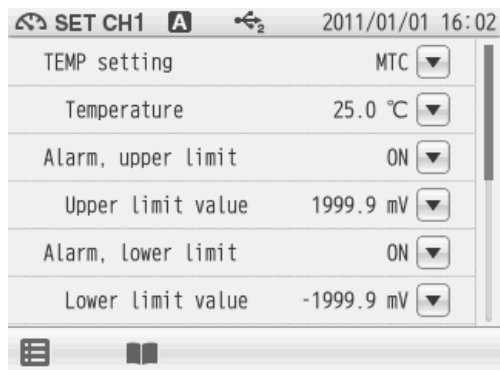 SET CH1 A 2 2011/01/01 16:02
TEMP setting MTC
Temperature 25.0 ℃
Alarm, upper limit ON
Upper limit value 1999.9 mV
Alarm, lower limit ON
Lower limit value -1999.9 mV